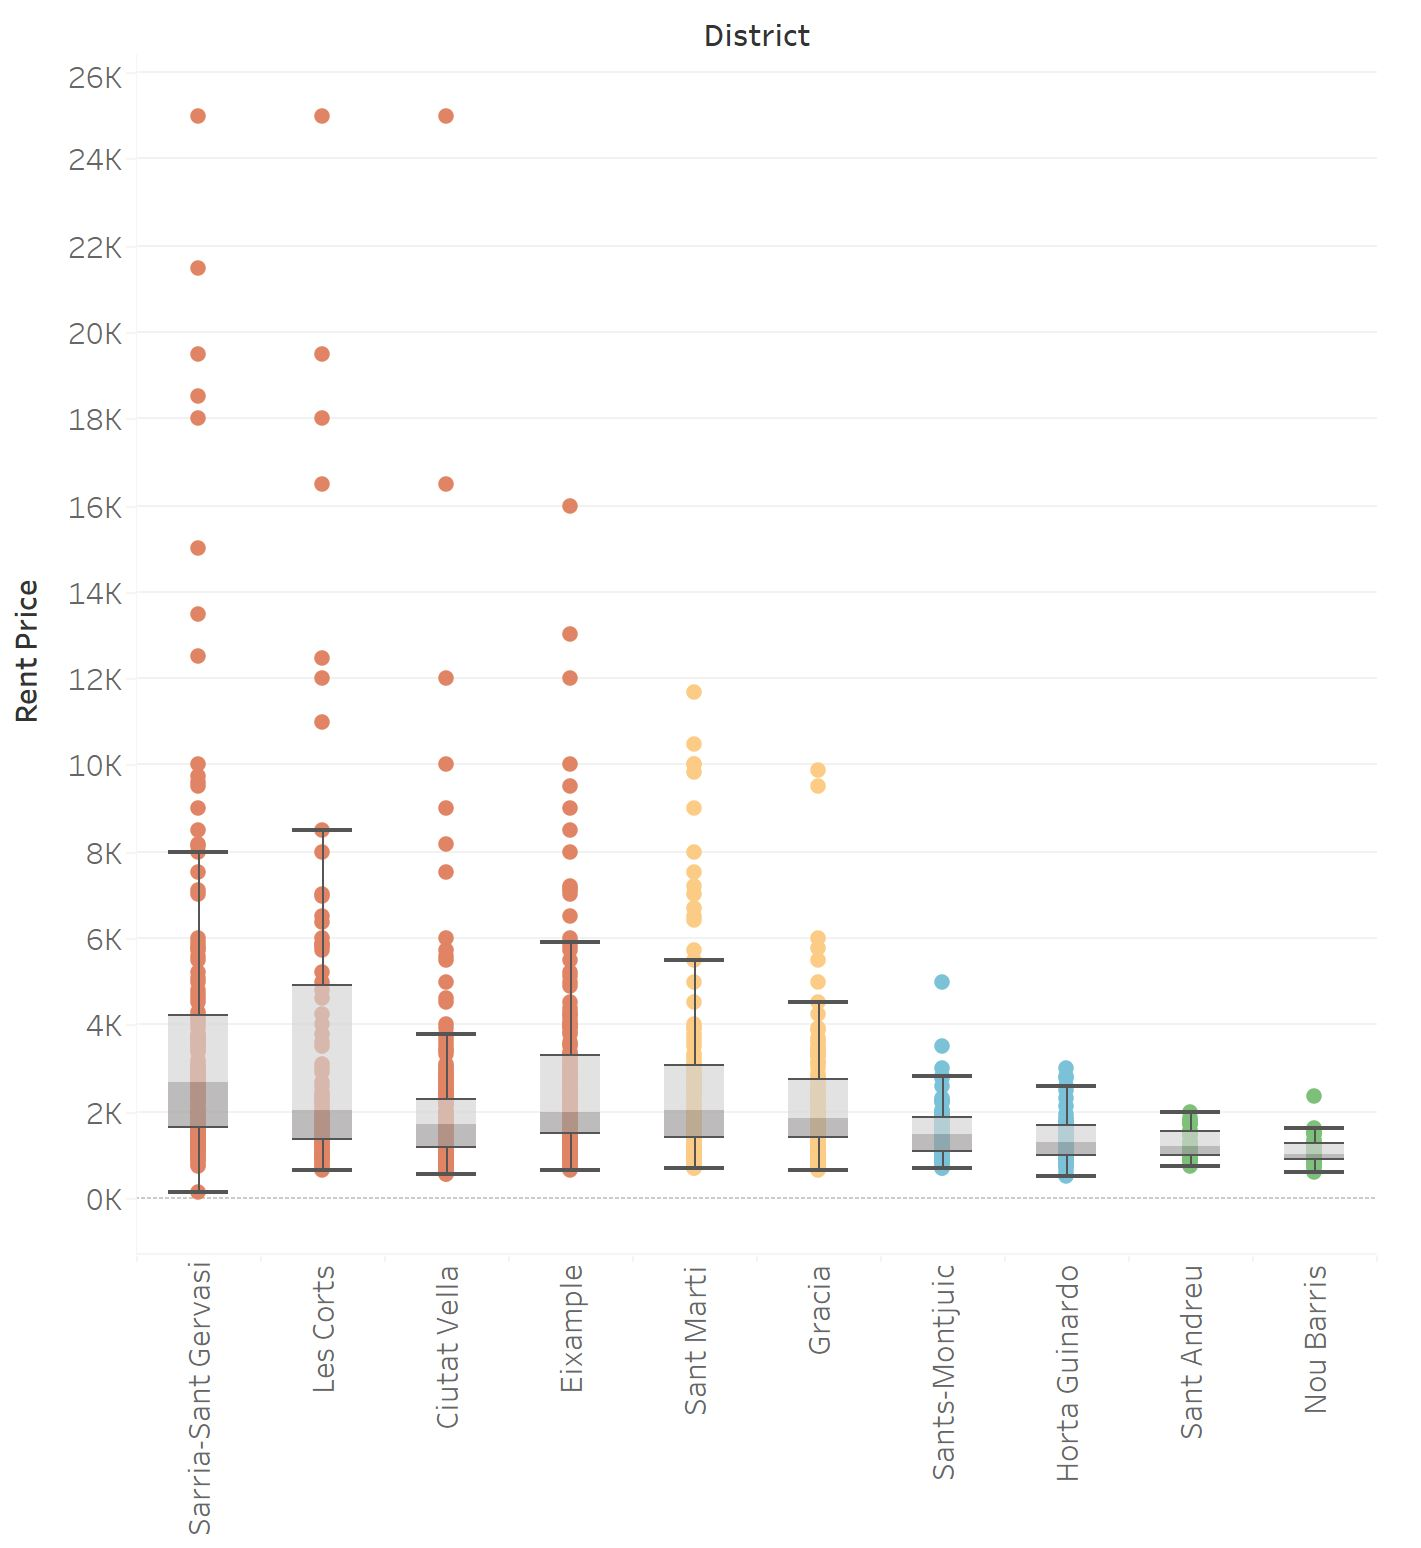 District
26K
24K
22K
20K
18K
16K
14K
12K
10K
8K
6K
4K
2K
0K
Rent Price
Sarria-Sant Gervasi
Les Corts
Ciutat Vella
Eixample
Sant Marti
Gracia
Sants-Montjuic
Horta Guinardo
Sant Andreu
Nou Barris